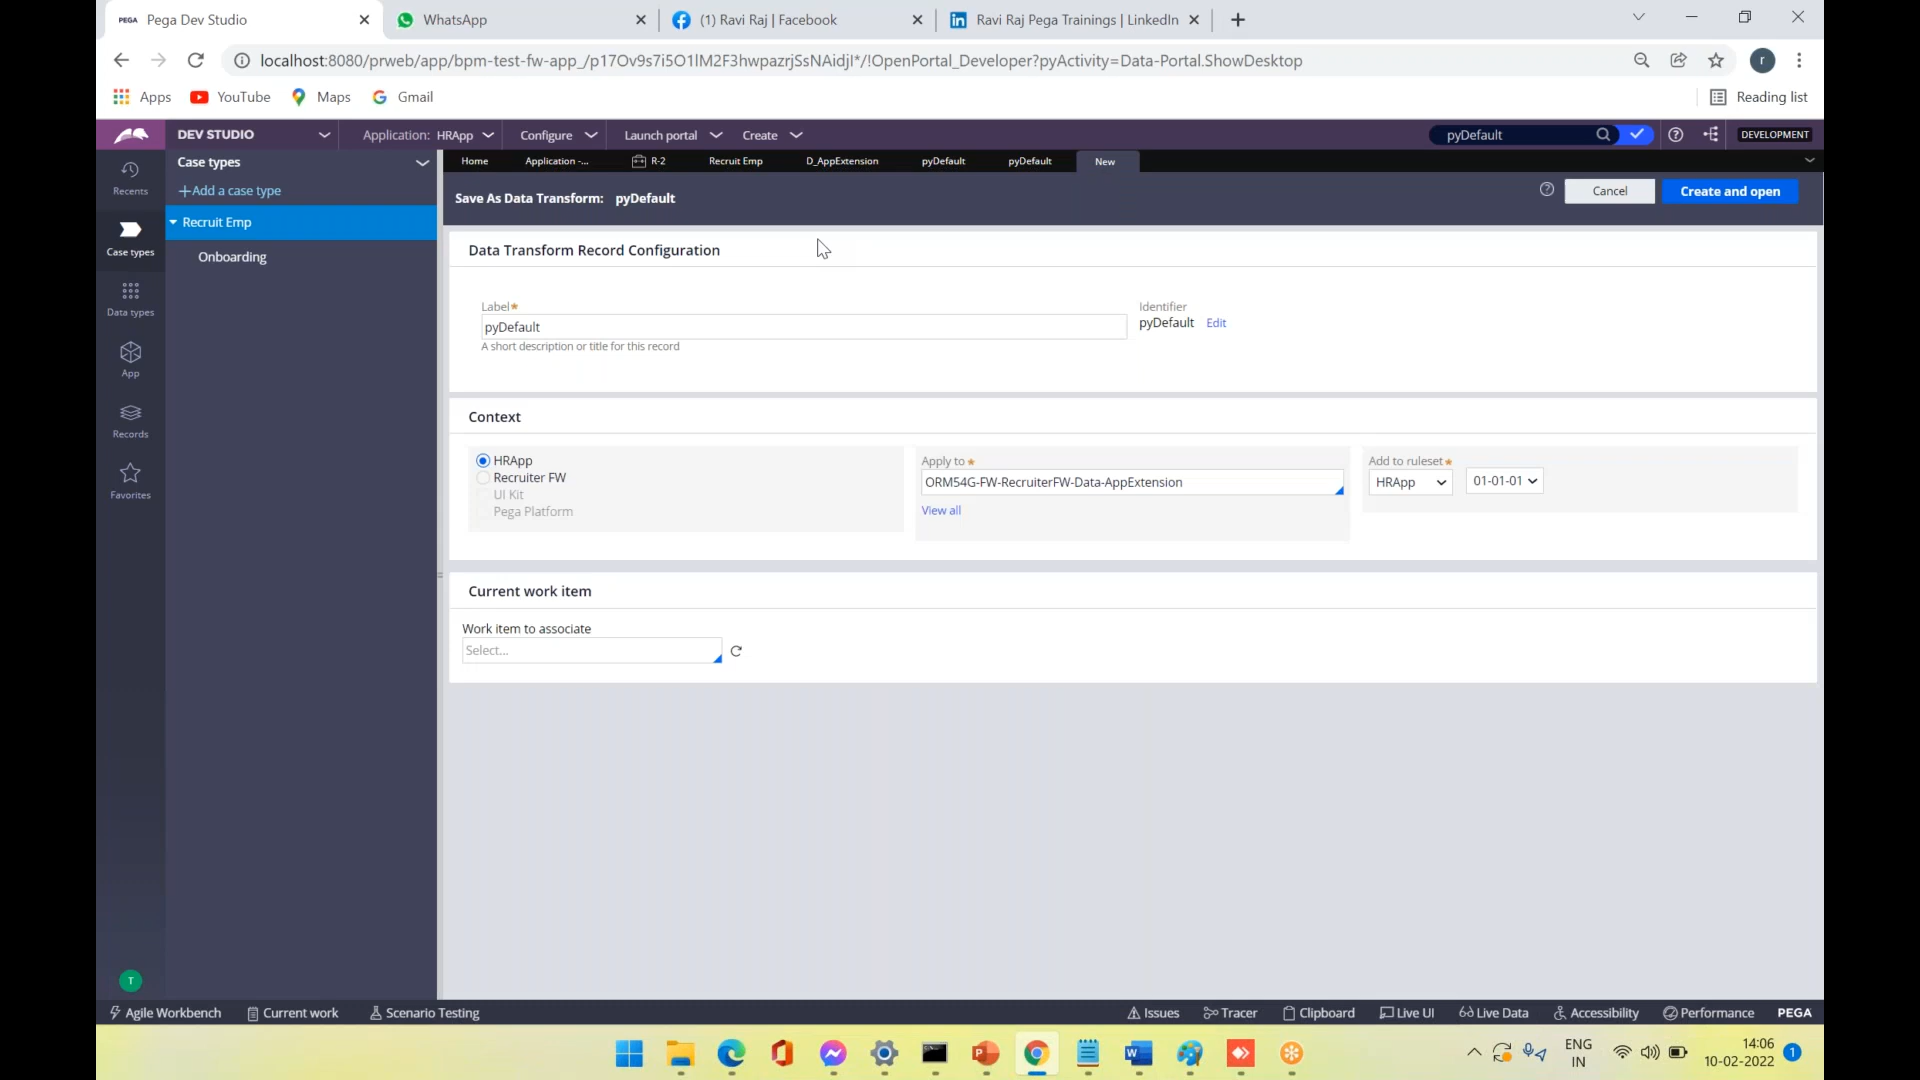 PEGA Pega Dev Studio
WhatsApp
(1) Ravi Raj | Facebook
Ravi Raj Pega Trainings | LinkedIn
localhost:8080/prweb/app/bpm-test-fw-app_/p17Ov9s7i5O1lM2F3hwpazrjSsNAidjI*/!OpenPortal_Developer?pyActivity=Data-Portal.ShowDesktop
r
Apps YouTube Maps Gmail Reading list
DEV STUDIO Application: HRApp Configure Launch portal Create pyDefault DEVELOPMENT
Home Application -... R-2 Recruit Emp D_AppExtension pyDefault pyDefault New
Recents
Case types
Data types
App
Records
Favorites
T
Case types
+Add a case type
Recruit Emp
Onboarding
Save As Data Transform: pyDefault
Cancel Create and open
Data Transform Record Configuration
Label*
pyDefault
A short description or title for this record
Identifier
pyDefault Edit
Context
HRApp
Recruiter FW
UI Kit
Pega Platform
Apply to *
ORM54G-FW-RecruiterFW-Data-AppExtension
View all
Add to ruleset*
HRApp 01-01-01
Current work item
Work item to associate
Select...
Agile Workbench Current work Scenario Testing Issues Tracer Clipboard Live UI Live Data Accessibility Performance PEGA
ENG
IN
14:06
10-02-2022
1